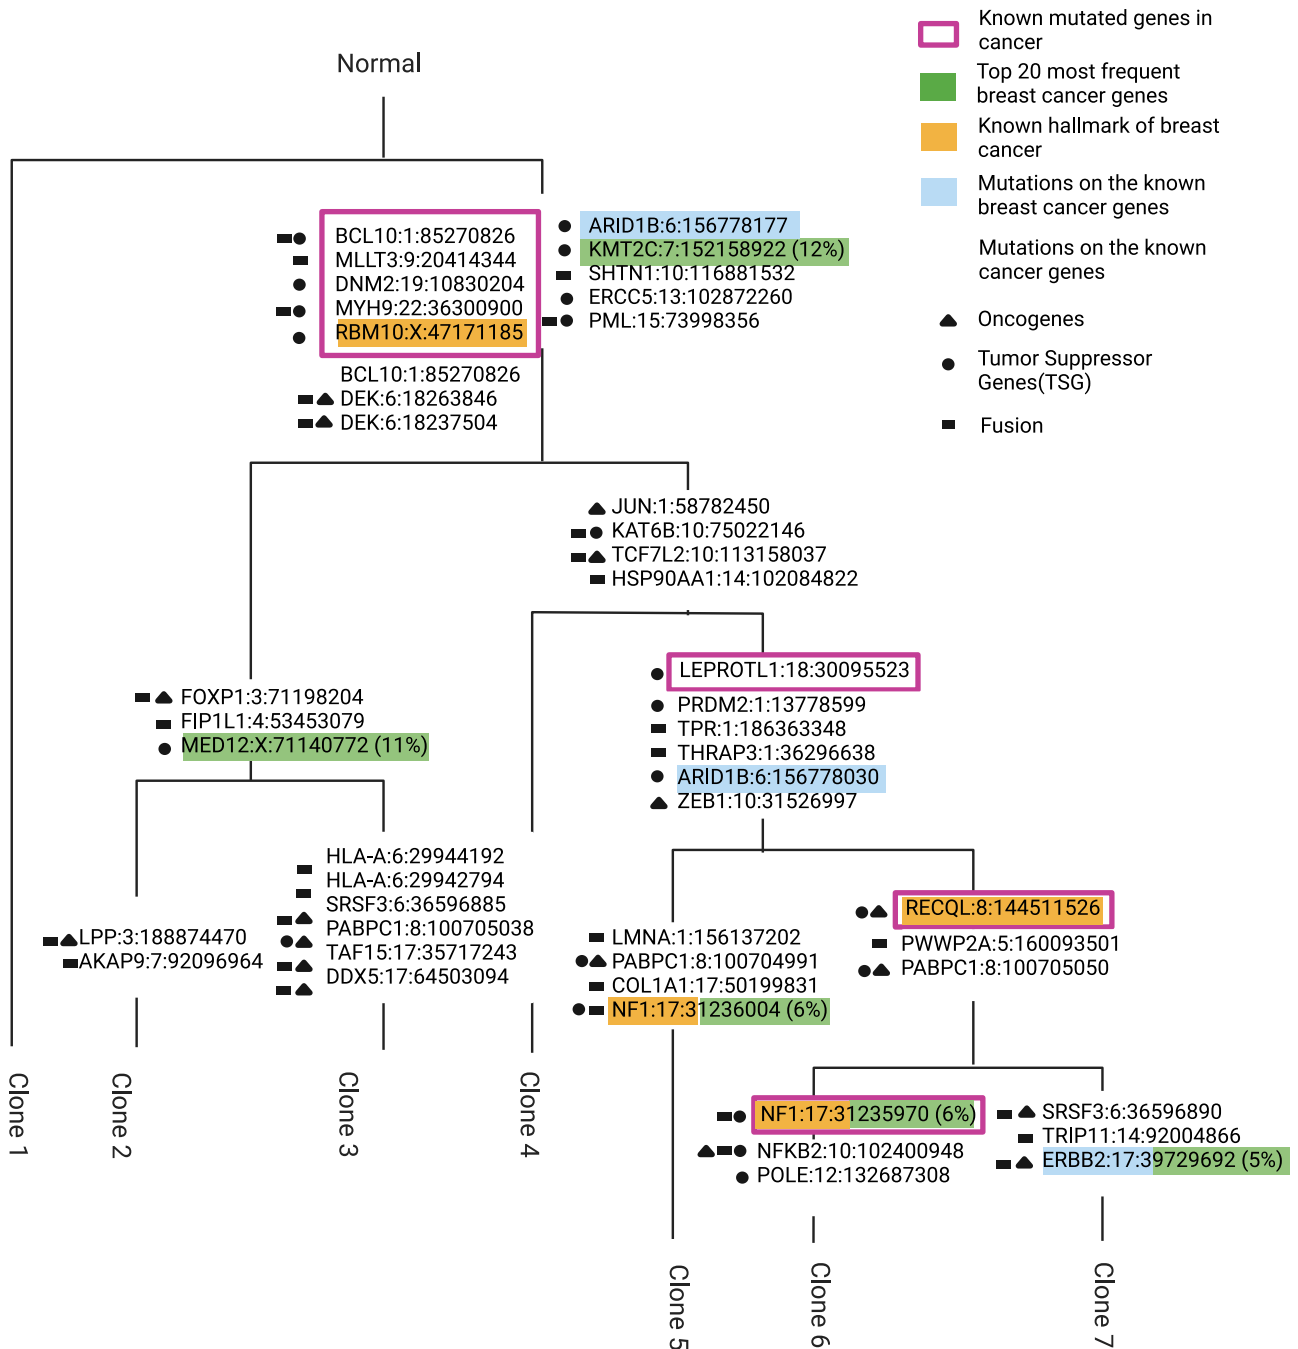 Normal
Known mutated genes in
cancer
Top 20 most frequent
breast cancer genes
Known hallmark of breast
cancer
Mutations on the known
breast cancer genes
Mutations on the known
cancer genes
Oncogenes
Tumor Suppressor
Genes(TSG)
Fusion
BCL10:1:85270826
MLLT3:9:20414344
DNM2:19:10830204
MYH9:22:36300900
RBM10:X:47171185
BCL10:1:85270826
DEK:6:18263846
DEK:6:18237504
ARID1B:6:156778177
KMT2C:7:152158922 (12%)
SHTN1:10:116881532
ERCC5:13:102872260
PML:15:73998356
JUN:1:58782450
KAT6B:10:75022146
TCF7L2:10:113158037
HSP90AA1:14:102084822
FOXP1:3:71198204
FIP1L1:4:53453079
MED12:X:71140772 (11%)
LEPROTL1:18:30095523
PRDM2:1:13778599
TPR:1:186363348
THRAP3:1:36296638
ARID1B:6:156778030
ZEB1:10:31526997
LPP:3:188874470
AKAP9:7:92096964
HLA-A:6:29944192
HLA-A:6:29942794
SRSF3:6:36596885
PABPC1:8:100705038
TAF15:17:35717243
DDX5:17:64503094
LMNA:1:156137202
PABPC1:8:100704991
COL1A1:17:50199831
NF1:17:31236004 (6%)
RECQL:8:144511526
PWWP2A:5:160093501
PABPC1:8:100705050
NF1:17:31235970 (6%)
NFKB2:10:102400948
POLE:12:132687308
SRSF3:6:36596890
TRIP11:14:92004866
ERBB2:17:39729692 (5%)
Clone 1
Clone 2
Clone 3
Clone 4
Clone 5
Clone 6
Clone 7